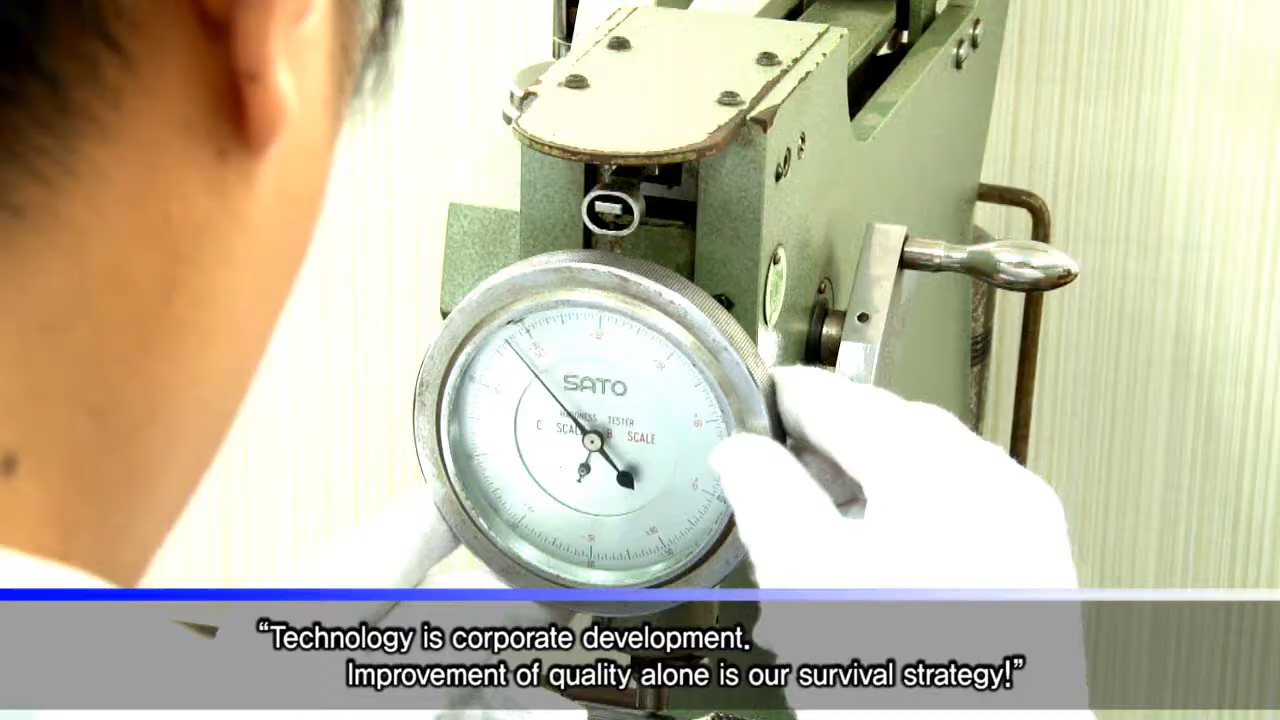 SATO
HARDNESS TESTER
C SCALE B SCALE
“Technology is corporate development.
Improvement of quality alone is our survival strategy!”